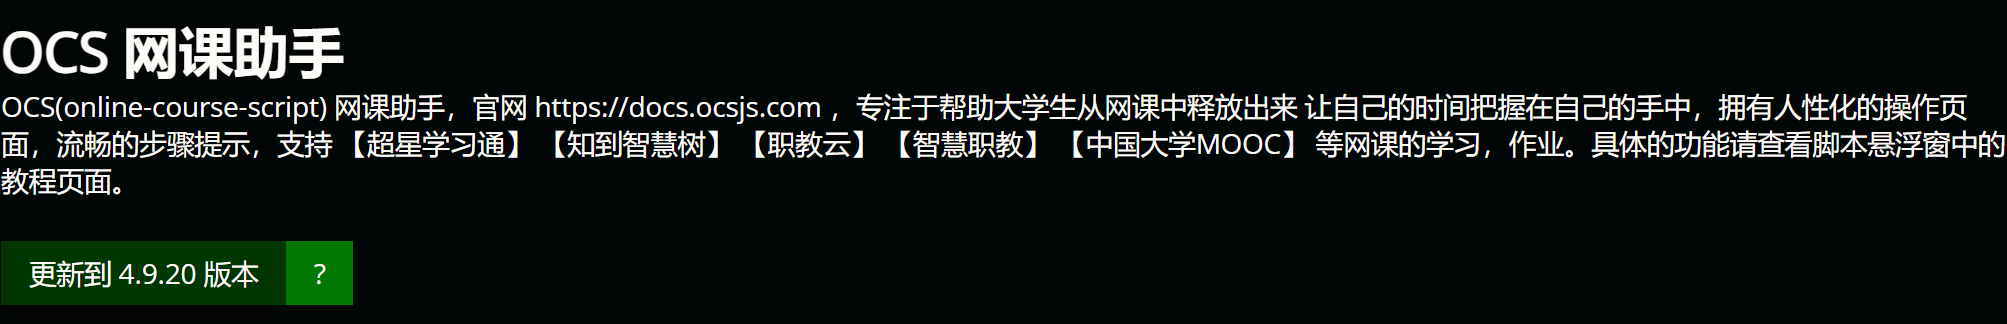 OCS 网课助手
OCS(online-course-script) 网课助手，官网 https://docs.ocsjs.com ，专注于帮助大学生从网课中释放出来 让自己的时间把握在自己的手中，拥有人性化的操作页
面，流畅的步骤提示，支持 【超星学习通】 【知到智慧树】 【职教云】 【智慧职教】 【中国大学MOOC】 等网课的学习，作业。具体的功能请查看脚本悬浮窗中的
教程页面。
更新到 4.9.20 版本 ?